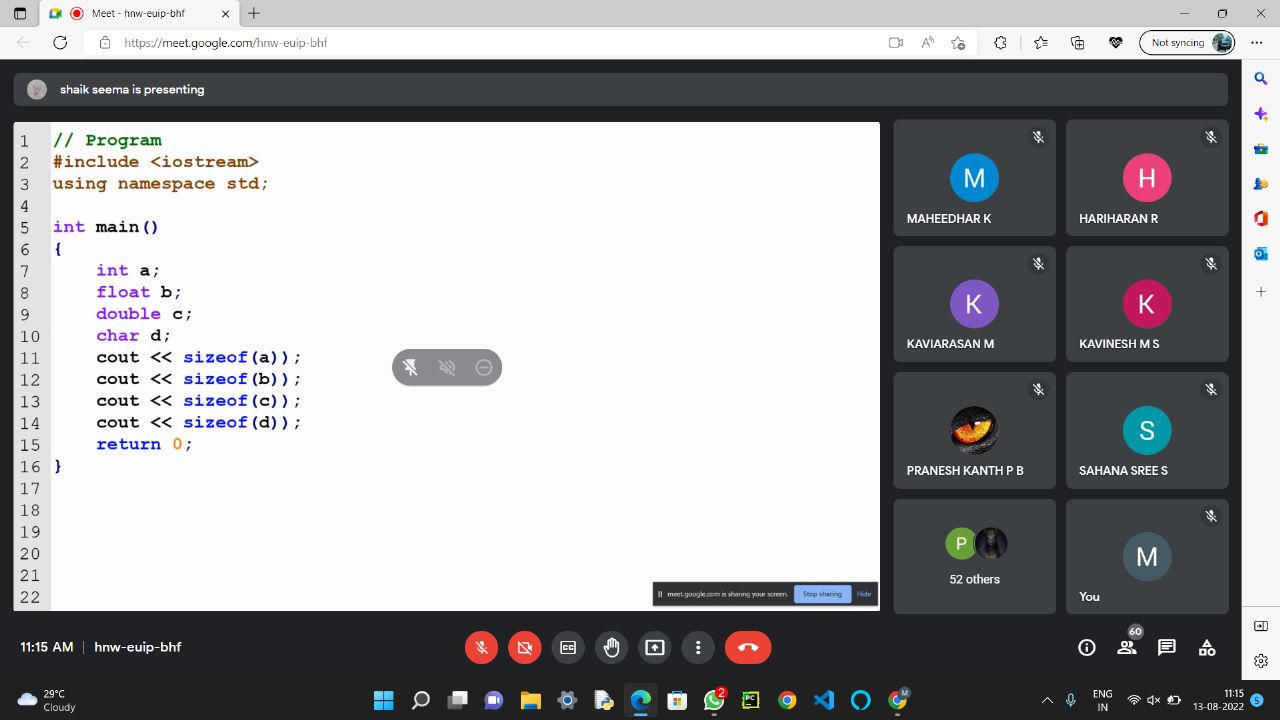 Meet - hnw-euip-bhf
https://meet.google.com/hnw-euip-bhf
Not syncing
shaik seema is presenting
1 // Program
2 #include <iostream>
3 using namespace std;
4
5 int main()
6 {
7 int a;
8 float b;
9 double c;
10 char d;
11 cout << sizeof(a));
12 cout << sizeof(b));
13 cout << sizeof(c));
14 cout << sizeof(d));
15 return 0;
16 }
17
18
19
20
21
22
meet.google.com is sharing your screen. Stop sharing Hide
M H
MAHEEDHAR K HARIHARAN R
K K
KAVIARASAN M KAVINESH M S
S
PRANESH KANTH P B SAHANA SREE S
P M
52 others
You
11:15 AM | hnw-euip-bhf
CC
60
29°C
Cloudy
2
PC
M
ENG
IN
11:15
13-08-2022
5